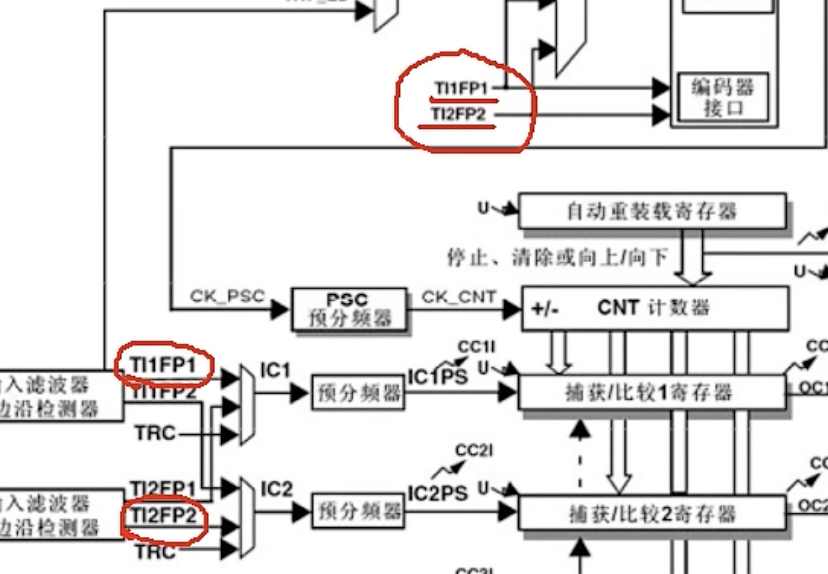 TI1FP1
TI2FP2
编码器
接口
U
自动重装载寄存器
停止、清除或向上/向下
U
CK_PSC
PSC
预分频器
CK_CNT
+/-
CNT 计数器
TI1FP1
TI1FP2
TRC
滤波器
边沿检测器
IC1
预分频器
CC1I
IC1PS
U
捕获/比较1寄存器
CC
OC1
TI2FP1
TI2FP2
TRC
滤波器
边沿检测器
IC2
预分频器
CC2I
IC2PS
U
捕获/比较2寄存器
CC
OC2